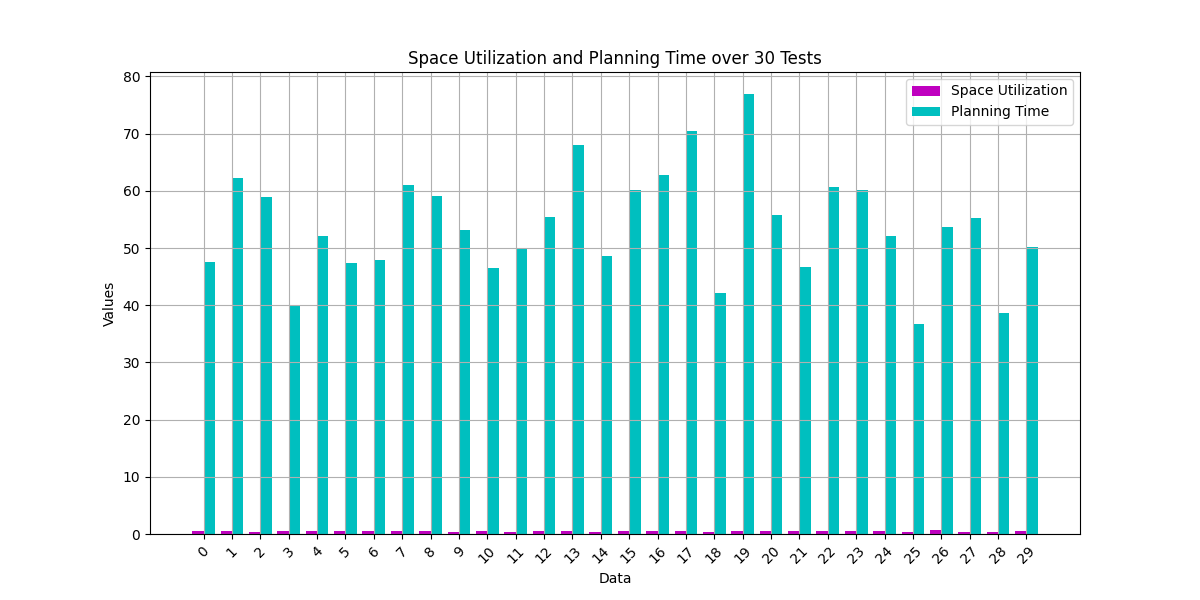 Space Utilization and Planning Time over 30 Tests
Space Utilization
Planning Time
80
70
60
50
40
30
20
10
0
Values
0 1 2 3 4 5 6 7 8 9 10 11 12 13 14 15 16 17 18 19 20 21 22 23 24 25 26 27 28 29
Data